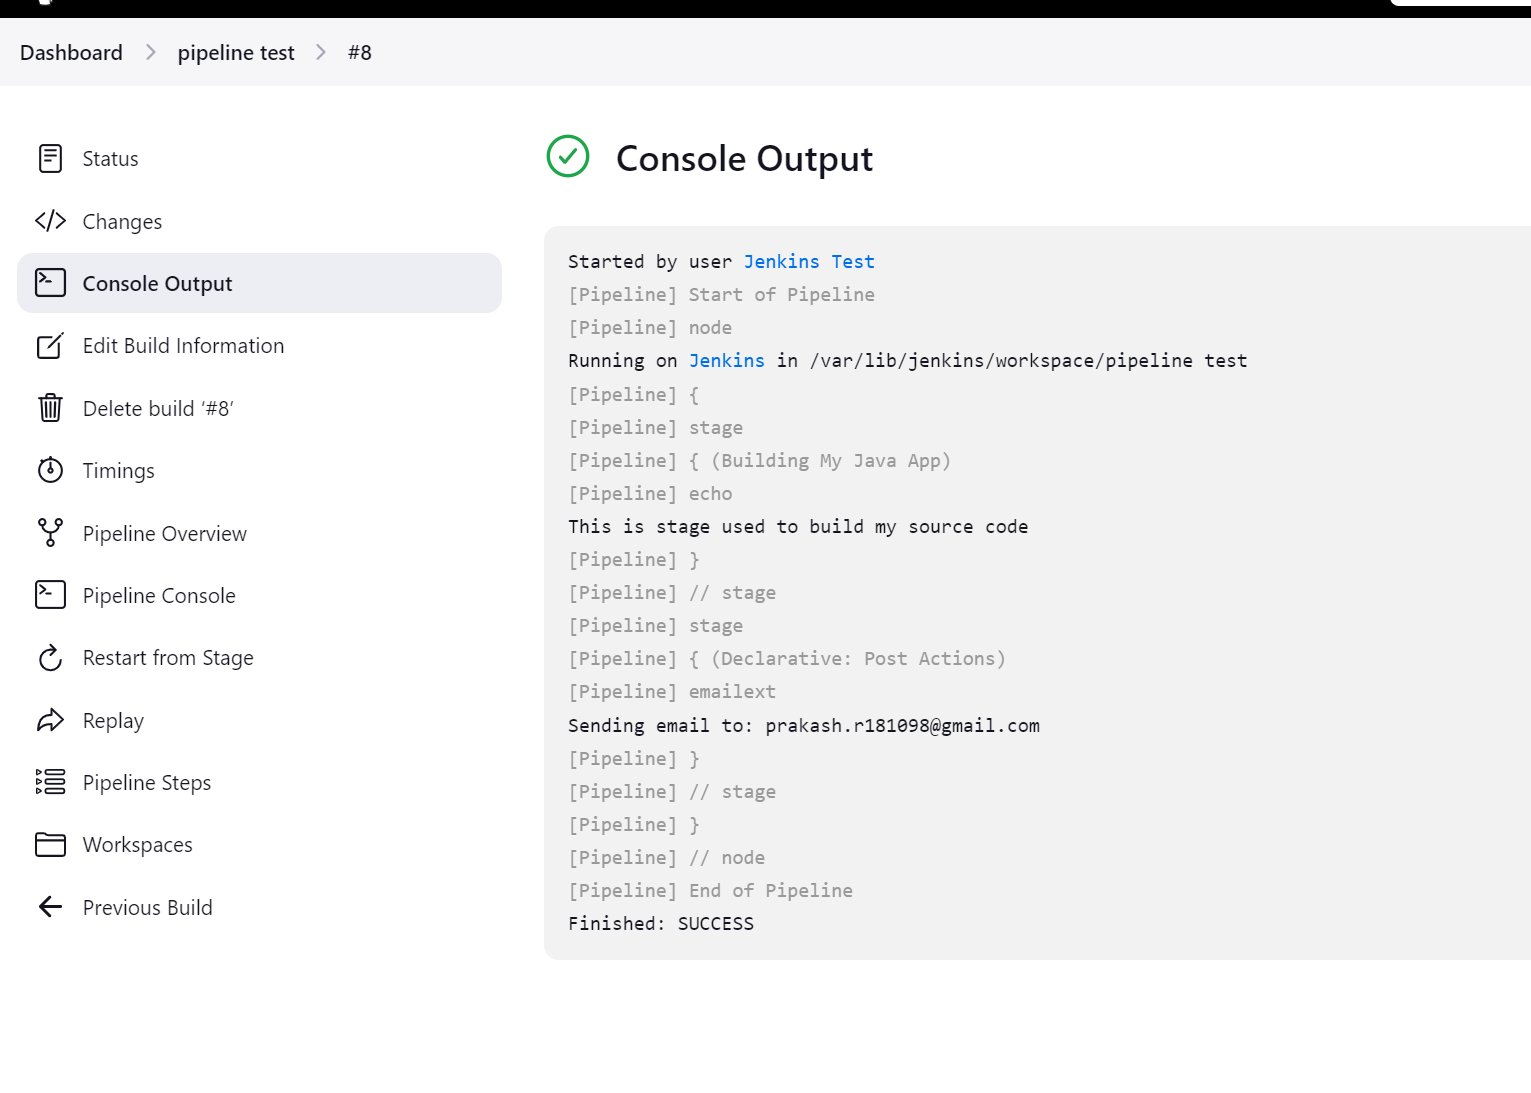 Dashboard > pipeline test > #8
Status
Changes
Console Output
Edit Build Information
Delete build ‘#8’
Timings
Pipeline Overview
Pipeline Console
Restart from Stage
Replay
Pipeline Steps
Workspaces
Previous Build
Console Output
Started by user Jenkins Test
[Pipeline] Start of Pipeline
[Pipeline] node
Running on Jenkins in /var/lib/jenkins/workspace/pipeline test
[Pipeline] {
[Pipeline] stage
[Pipeline] { (Building My Java App)
[Pipeline] echo
This is stage used to build my source code
[Pipeline] }
[Pipeline] // stage
[Pipeline] stage
[Pipeline] { (Declarative: Post Actions)
[Pipeline] emailext
Sending email to: prakash.r181098@gmail.com
[Pipeline] }
[Pipeline] // stage
[Pipeline] }
[Pipeline] // node
[Pipeline] End of Pipeline
Finished: SUCCESS